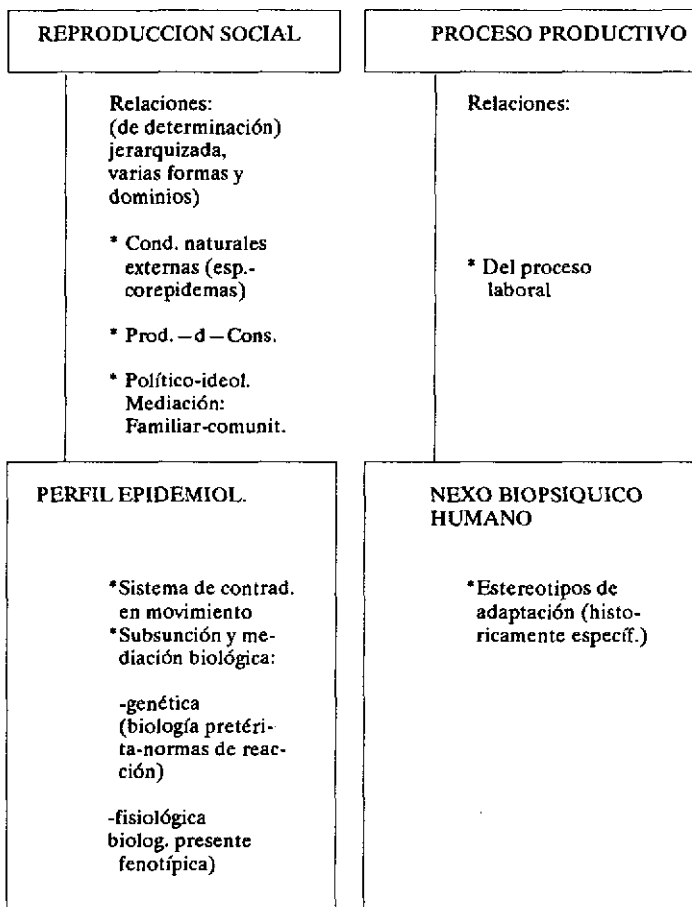 REPRODUCCION SOCIAL
Relaciones:
(de determinación)
jerarquizada,
varias formas y
dominios)
* Cond. naturales
externas (esp.-
corepidemas)
* Prod. – d – Cons.
* Político-ideol.
Mediación:
Familiar-comunit.
PERFIL EPIDEMIOL.
*Sistema de contrad.
en movimiento
*Subsunción y me-
diación biológica:
-genética
(biología pretéri-
ta-normas de reac-
ción)
-fisiológica
biolog. presente
fenotípica)
PROCESO PRODUCTIVO
Relaciones:
* Del proceso
laboral
NEXO BIOPSIQUICO
HUMANO
*Estereotipos de
adaptación (histo-
ricamente específ.)